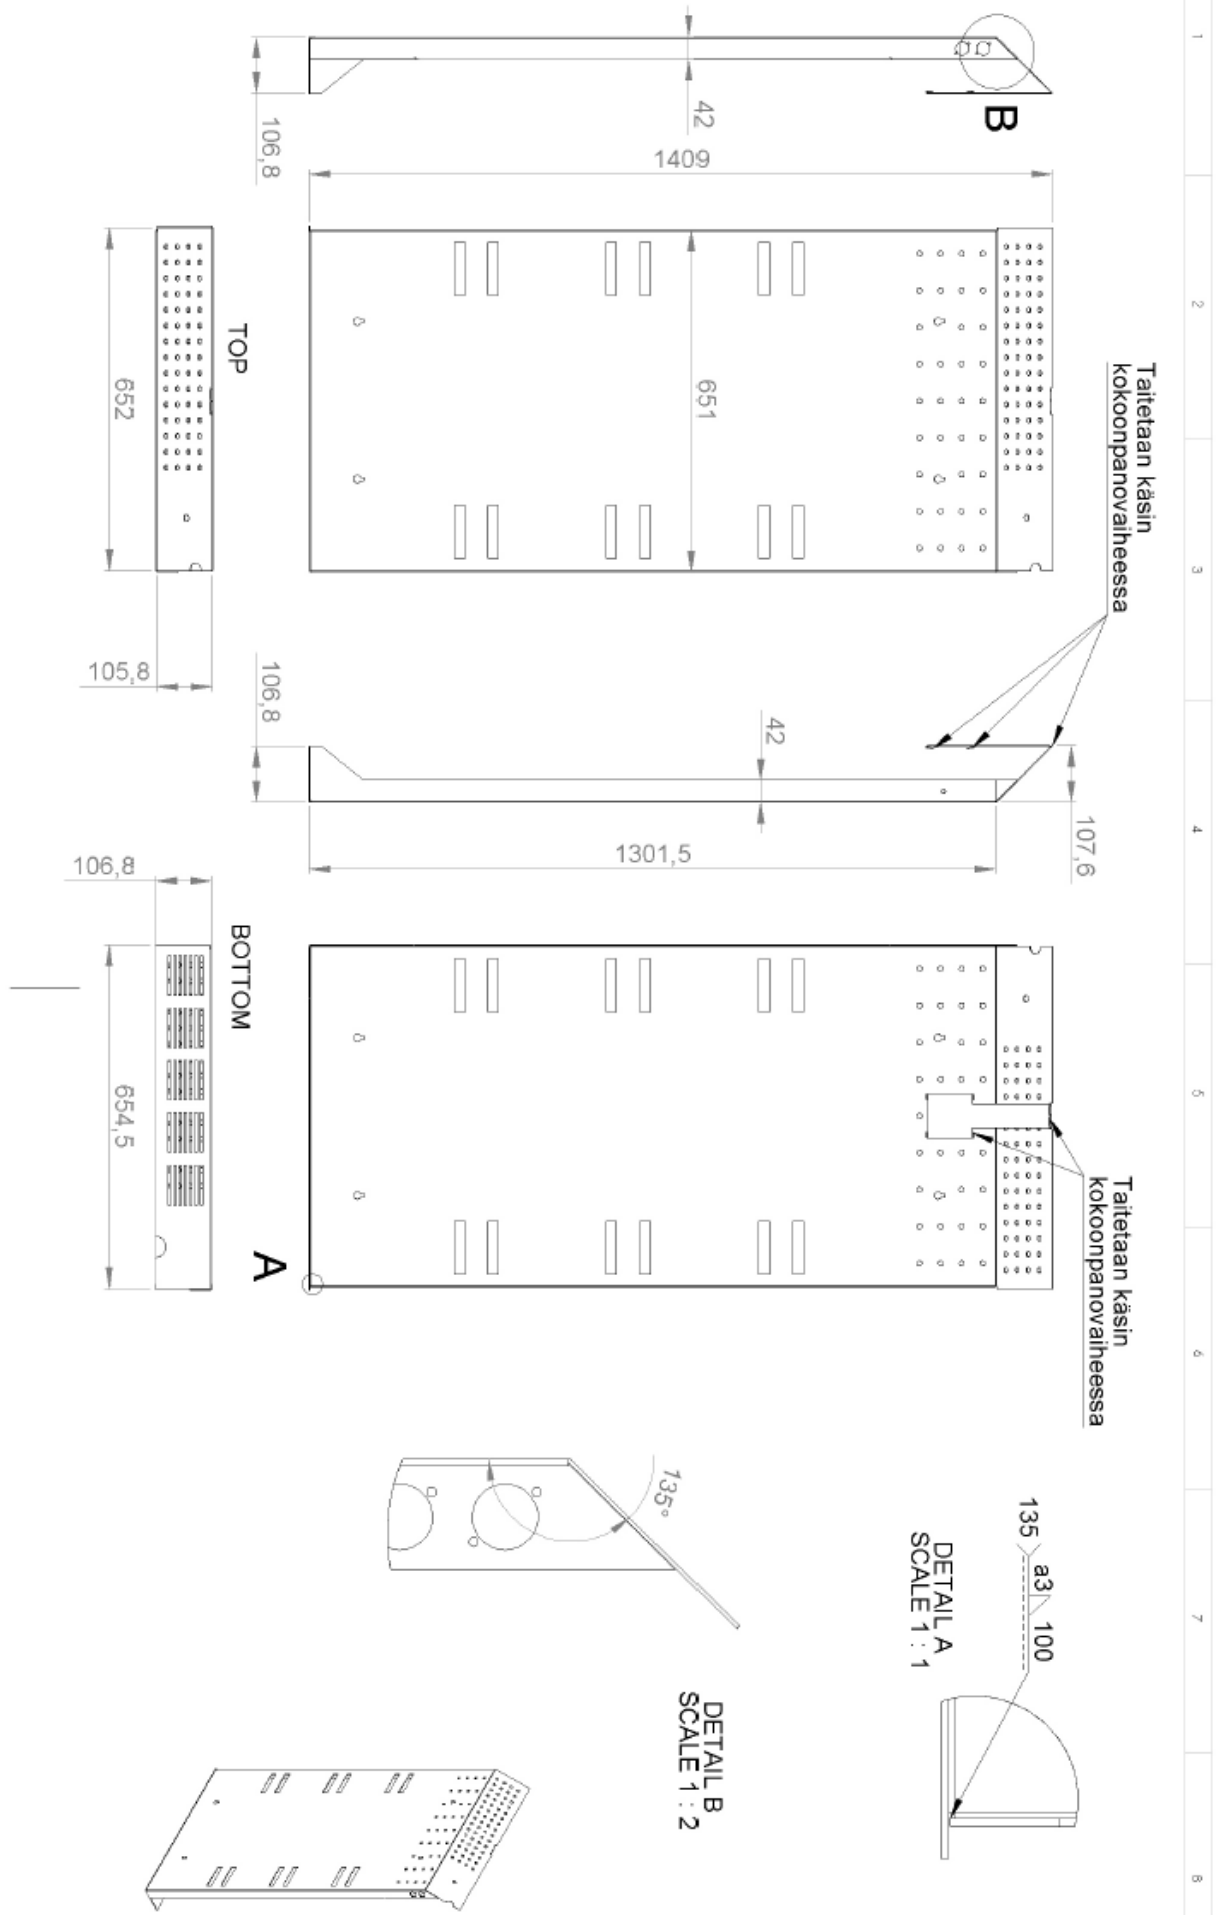 1
2
3
4
5
6
7
8
106,8
42
B
1409
652
TOP
651
Taitetaan käsin
kokoonpanovaiheessa
105,8
106,8
42
107,6
1301,5
106,8
BOTTOM
654,5
A
Taitetaan käsin
kokoonpanovaiheessa
135°
DETAIL B
SCALE 1 : 2
135
a3
100
DETAIL A
SCALE 1 : 1